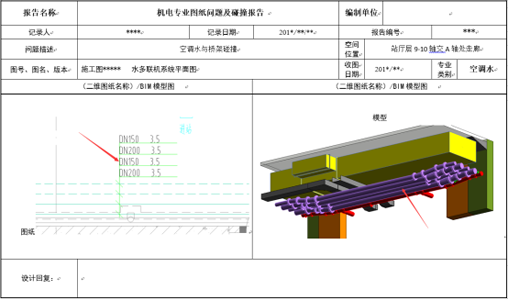 报告名称 机电专业图纸问题及碰撞报告 编制单位
记录人 **** 记录日期 201*/**/** 报告编号 ***
问题描述 空调水与桥架碰撞 空间位置 站厅层 9-10 轴交 A 轴处走廊
图号、图名、版本 施工图***** 水多联机系统平面图 收图日期 201*/** 专业类别 空调水
(二维图纸名称)/BIM模型图 (二维图纸名称)/BIM模型图
模型
DN150 3.5
DN200 3.5
DN150 3.5
DN200 3.5
图纸
设计回复: